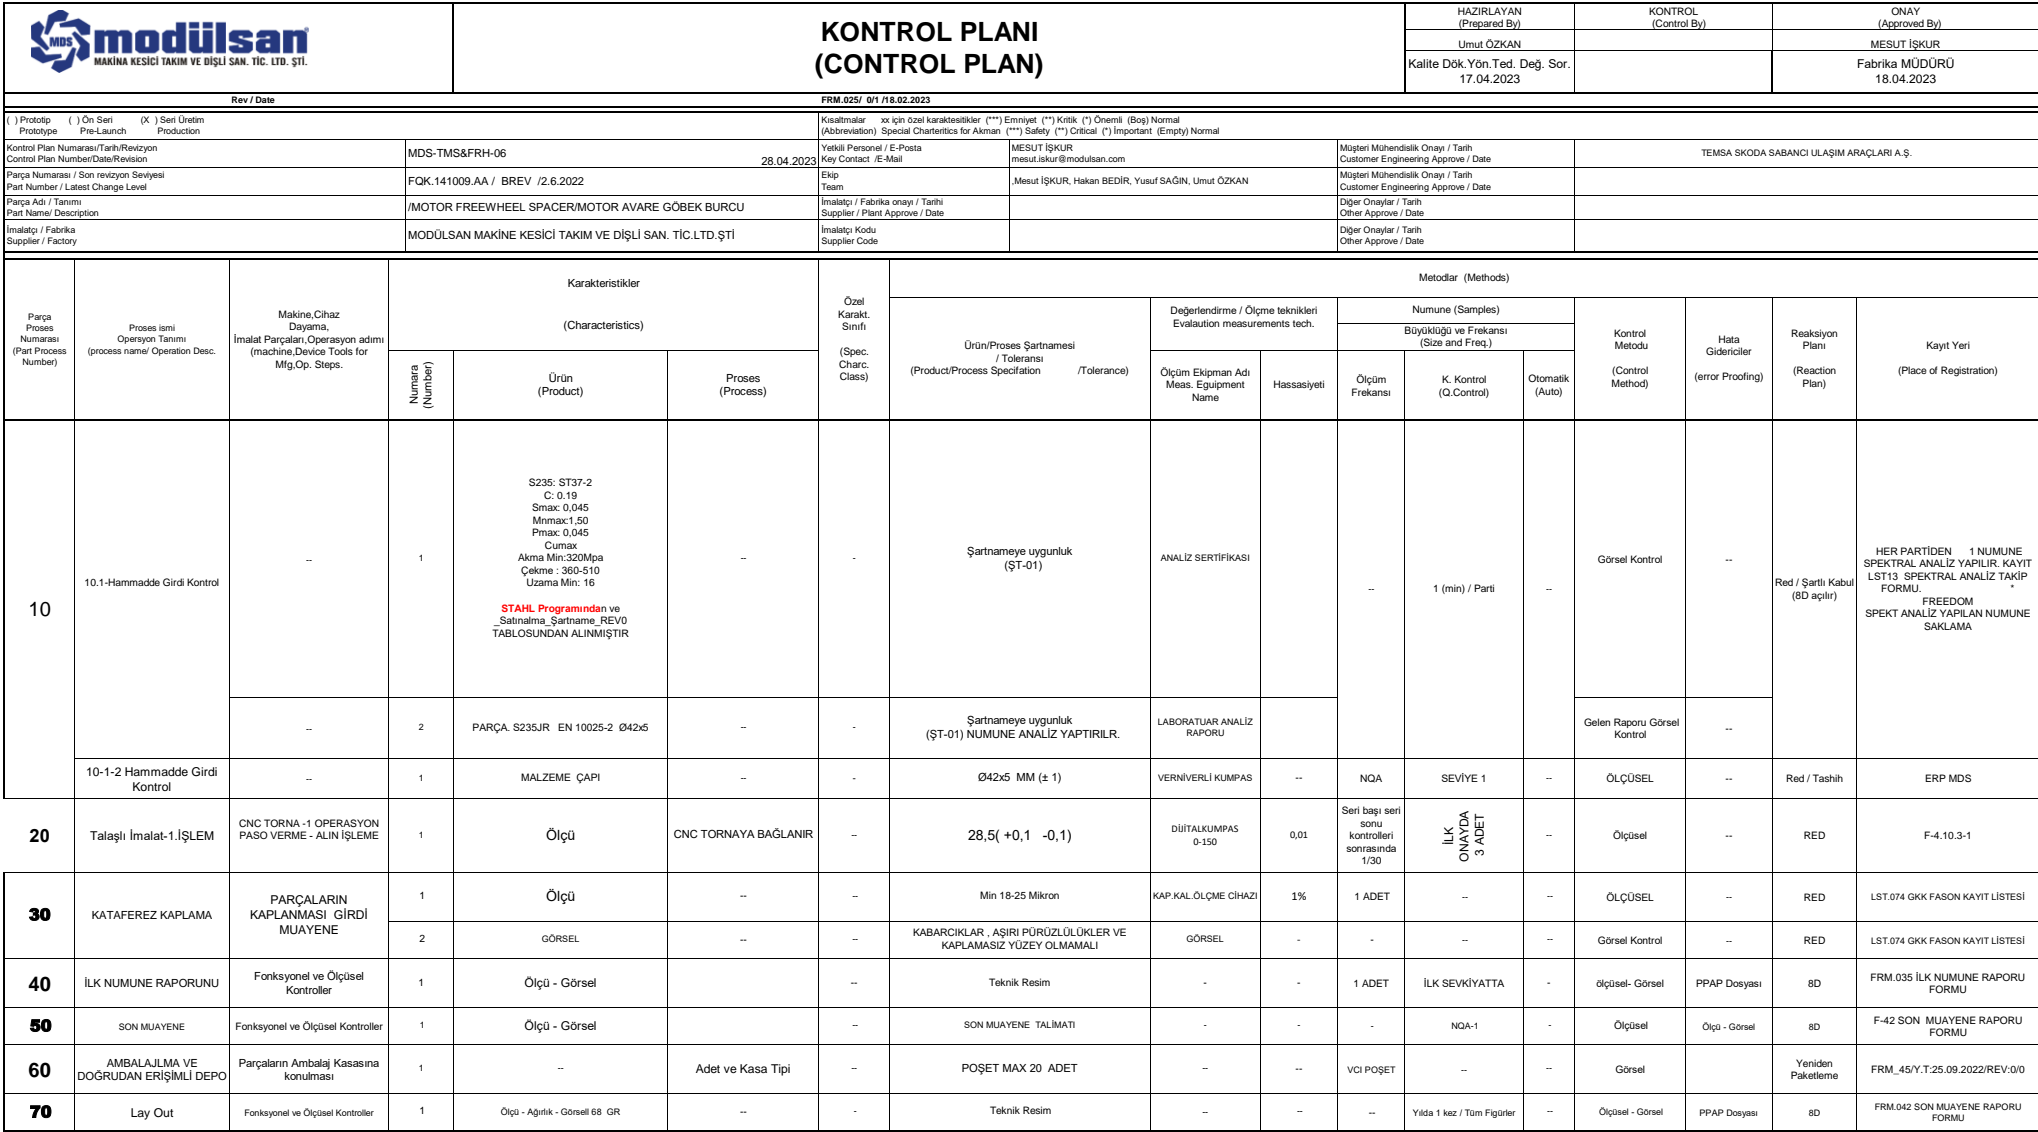 MDS modülsan
MAKİNA KESİCİ TAKIM VE DİŞLİ SAN. TİC. LTD. ŞTİ.
KONTROL PLANI
(CONTROL PLAN)
HAZIRLAYAN
(Prepared By)
KONTROL
(Control By)
ONAY
(Approved By)
Umut ÖZKAN
MESUT İŞKUR
Kalite Dök.Yön.Ted. Değ. Sor.
17.04.2023
Fabrika MÜDÜRÜ
18.04.2023
Rev / Date
FRM.025/ 0/1 /18.02.2023
( ) Prototip ( ) Ön Seri (X ) Seri Üretim
Prototype Pre-Launch Production
Kısaltmalar xx için özel karaktesitikler (***) Emniyet (**) Kritik (*) Önemli (Boş) Normal
(Abbreviation) Special Charteritics for Akman (***) Safety (**) Critical (*) İmportant (Empty) Normal
Kontrol Plan Numarası/Tarih/Revizyon
Control Plan Number/Date/Revision
MDS-TMS&FRH-06
28.04.2023
Yetkili Personel / E-Posta
Key Contact /E-Mail
MESUT İŞKUR
mesut.iskur@modulsan.com
Müşteri Mühendislik Onayı / Tarih
Customer Engineering Approve / Date
TEMSA SKODA SABANCI ULAŞIM ARAÇLARI A.Ş.
Parça Numarası / Son revizyon Seviyesi
Part Number / Latest Change Level
FQK.141009.AA / BREV /2.6.2022
Ekip
Team
,Mesut İŞKUR, Hakan BEDİR, Yusuf SAĞIN, Umut ÖZKAN
Müşteri Mühendislik Onayı / Tarih
Customer Engineering Approve / Date
Parça Adı / Tanımı
Part Name/ Description
/MOTOR FREEWHEEL SPACER/MOTOR AVARE GÖBEK BURCU
İmalatçı / Fabrika onayı / Tarihi
Supplier / Plant Approve / Date
Diğer Onaylar / Tarih
Other Approve / Date
İmalatçı / Fabrika
Supplier / Factory
MODÜLSAN MAKİNE KESİCİ TAKIM VE DİŞLİ SAN. TİC.LTD.ŞTİ
İmalatçı Kodu
Supplier Code
Diğer Onaylar / Tarih
Other Approve / Date
Parça
Proses
Numarası
(Part Process
Number)
Proses ismi
Opersyon Tanımı
(process name/ Operation Desc.
Makine,Cihaz
Dayama,
İmalat Parçaları,Operasyon adımı
(machine,Device Tools for
Mfg,Op. Steps.
Karakteristikler
(Characteristics)
Numara
(Number)
Ürün
(Product)
Proses
(Process)
Özel
Karakt.
Sınıfı
(Spec.
Charc.
Class)
Metodlar (Methods)
Ürün/Proses Şartnamesi
/ Toleransı
(Product/Process Specifation /Tolerance)
Değerlendirme / Ölçme teknikleri
Evalaution measurements tech.
Ölçüm Ekipman Adı
Meas. Eguipment
Name
Hassasiyeti
Numune (Samples)
Büyüklüğü ve Frekansı
(Size and Freq.)
Ölçüm
Frekansı
K. Kontrol
(Q.Control)
Otomatik
(Auto)
Kontrol
Metodu
(Control
Method)
Hata
Gidericiler
(error Proofing)
Reaksiyon
Planı
(Reaction
Plan)
Kayıt Yeri
(Place of Registration)
10
10.1-Hammadde Girdi Kontrol
--
1
S235: ST37-2
C: 0.19
Smax: 0,045
Mnmax:1,50
Pmax: 0,045
Cumax
Akma Min:320Mpa
Çekme : 360-510
Uzama Min: 16
STAHL Programından ve
_Satınalma_Şartname_REV0
TABLOSUNDAN ALINMIŞTIR
--
-
Şartnameye uygunluk
(ŞT-01)
ANALİZ SERTİFİKASI
--
1 (min) / Parti
--
Görsel Kontrol
--
Red / Şartlı Kabul
(8D açılır)
HER PARTİDEN 1 NUMUNE
SPEKTRAL ANALİZ YAPILIR. KAYIT
LST13 SPEKTRAL ANALİZ TAKİP
FORMU. *
FREEDOM
SPEKT ANALİZ YAPILAN NUMUNE
SAKLAMA
--
2
PARÇA. S235JR EN 10025-2 Ø42x5
--
-
Şartnameye uygunluk
(ŞT-01) NUMUNE ANALİZ YAPTIRILR.
LABORATUAR ANALİZ
RAPORU
Gelen Raporu Görsel
Kontrol
--
10-1-2 Hammadde Girdi
Kontrol
--
1
MALZEME ÇAPI
--
-
Ø42x5 MM (± 1)
VERNİVERLİ KUMPAS
--
NQA
SEVİYE 1
--
ÖLÇÜSEL
--
Red / Tashih
ERP MDS
20
Talaşlı İmalat-1.İŞLEM
CNC TORNA -1 OPERASYON
PASO VERME - ALIN İŞLEME
1
Ölçü
CNC TORNAYA BAĞLANIR
--
28,5( +0,1 -0,1)
DİJİTALKUMPAS
0-150
0,01
Seri başı seri
sonu
kontrolleri
sonrasında
1/30
İLK
ONAYDA
3 ADET
--
Ölçüsel
--
RED
F-4.10.3-1
30
KATAFEREZ KAPLAMA
PARÇALARIN
KAPLANMASI GİRDİ
MUAYENE
1
Ölçü
--
--
Min 18-25 Mikron
KAP.KAL.ÖLÇME CİHAZI
1%
1 ADET
--
--
ÖLÇÜSEL
--
RED
LST.074 GKK FASON KAYIT LİSTESİ
2
GÖRSEL
--
--
KABARCIKLAR , AŞIRI PÜRÜZLÜLÜKLER VE
KAPLAMASIZ YÜZEY OLMAMALI
GÖRSEL
-
-
--
--
Görsel Kontrol
--
RED
LST.074 GKK FASON KAYIT LİSTESİ
40
İLK NUMUNE RAPORUNU
Fonksyonel ve Ölçüsel
Kontroller
1
Ölçü - Görsel
--
Teknik Resim
-
-
1 ADET
İLK SEVKİYATTA
-
ölçüsel- Görsel
PPAP Dosyası
8D
FRM.035 İLK NUMUNE RAPORU
FORMU
50
SON MUAYENE
Fonksyonel ve Ölçüsel Kontroller
1
Ölçü - Görsel
--
SON MUAYENE TALİMATI
-
-
-
NQA-1
-
Ölçüsel
Ölçü - Görsel
8D
F-42 SON MUAYENE RAPORU
FORMU
60
AMBALAJLMA VE
DOĞRUDAN ERİŞİMLİ DEPO
Parçaların Ambalaj Kasasına
konulması
1
--
Adet ve Kasa Tipi
--
POŞET MAX 20 ADET
--
--
VCI POŞET
--
--
Görsel
Yeniden
Paketleme
FRM_45/Y.T:25.09.2022/REV:0/0
70
Lay Out
Fonksyonel ve Ölçüsel Kontroller
1
Ölçü - Ağırlık - Görsell 68 GR
--
-
Teknik Resim
--
--
--
Yılda 1 kez / Tüm Figürler
--
Ölçüsel - Görsel
PPAP Dosyası
8D
FRM.042 SON MUAYENE RAPORU
FORMU